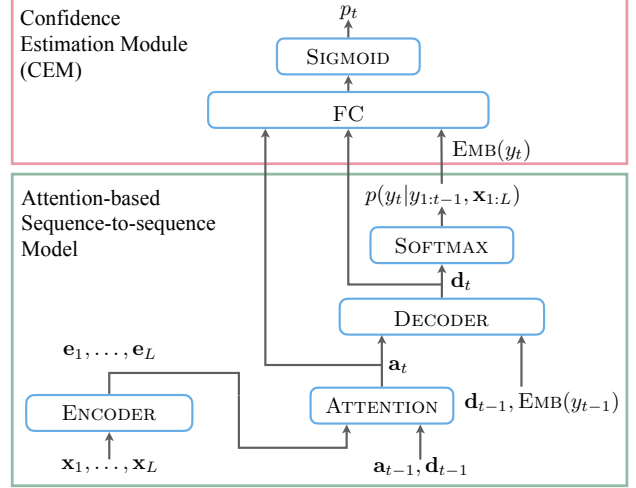 Confidence
Estimation Module
(CEM)
p_t
SIGMOID
FC
EMB(y_t)
Attention-based
Sequence-to-sequence
Model
p(y_t|y_{1:t−1}, x_{1:L})
SOFTMAX
d_t
DECODER
e_1, . . . , e_L
a_t
ENCODER
ATTENTION
d_{t−1}, EMB(y_{t−1})
x_1, . . . , x_L
a_{t−1}, d_{t−1}